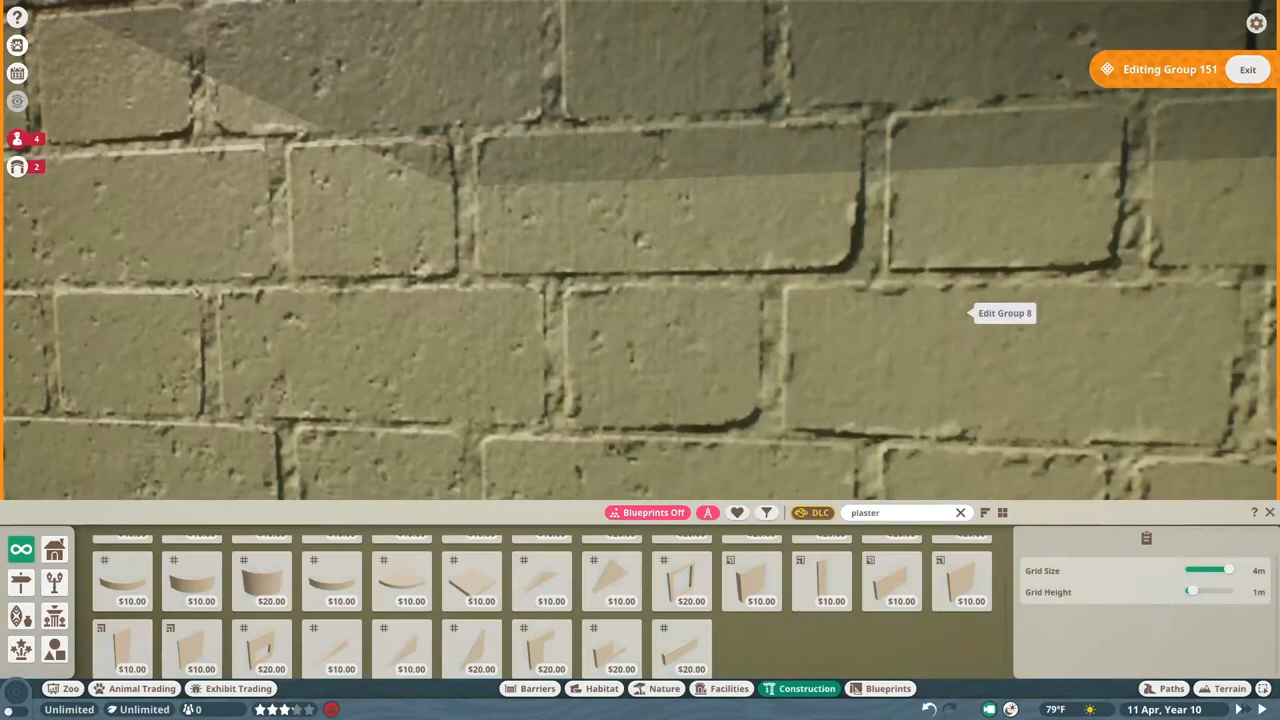 ?
Editing Group 151
Exit
4
2
Edit Group 8
Blueprints Off
DLC
plaster
?
Grid Size
4m
Grid Height
1m
$10.00
$10.00
$20.00
$10.00
$10.00
$10.00
$10.00
$10.00
$20.00
$10.00
$10.00
$10.00
$10.00
$10.00
$10.00
$20.00
$10.00
$10.00
$10.00
$10.00
$20.00
$20.00
Zoo
Animal Trading
Exhibit Trading
Barriers
Habitat
Nature
Facilities
Construction
Blueprints
Paths
Terrain
Unlimited
Unlimited
0
79°F
11 Apr, Year 10